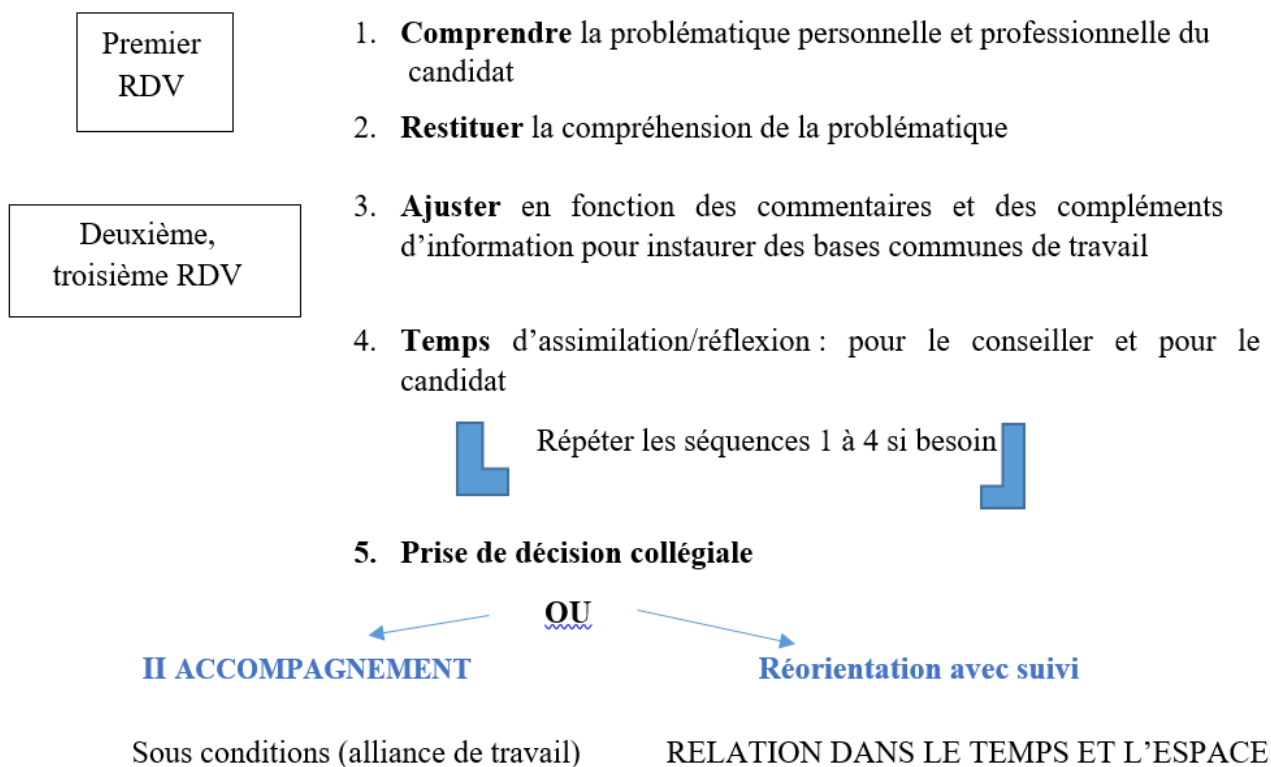 Premier
RDV
1. Comprendre la problématique personnelle et professionnelle du
candidat
2. Restituer la compréhension de la problématique
Deuxième,
troisième RDV
3. Ajuster en fonction des commentaires et des compléments
d’information pour instaurer des bases communes de travail
4. Temps d’assimilation/réflexion : pour le conseiller et pour le
candidat
Répéter les séquences 1 à 4 si besoin
5. Prise de décision collégiale
OU
II ACCOMPAGNEMENT
Réorientation avec suivi
Sous conditions (alliance de travail)
RELATION DANS LE TEMPS ET L’ESPACE